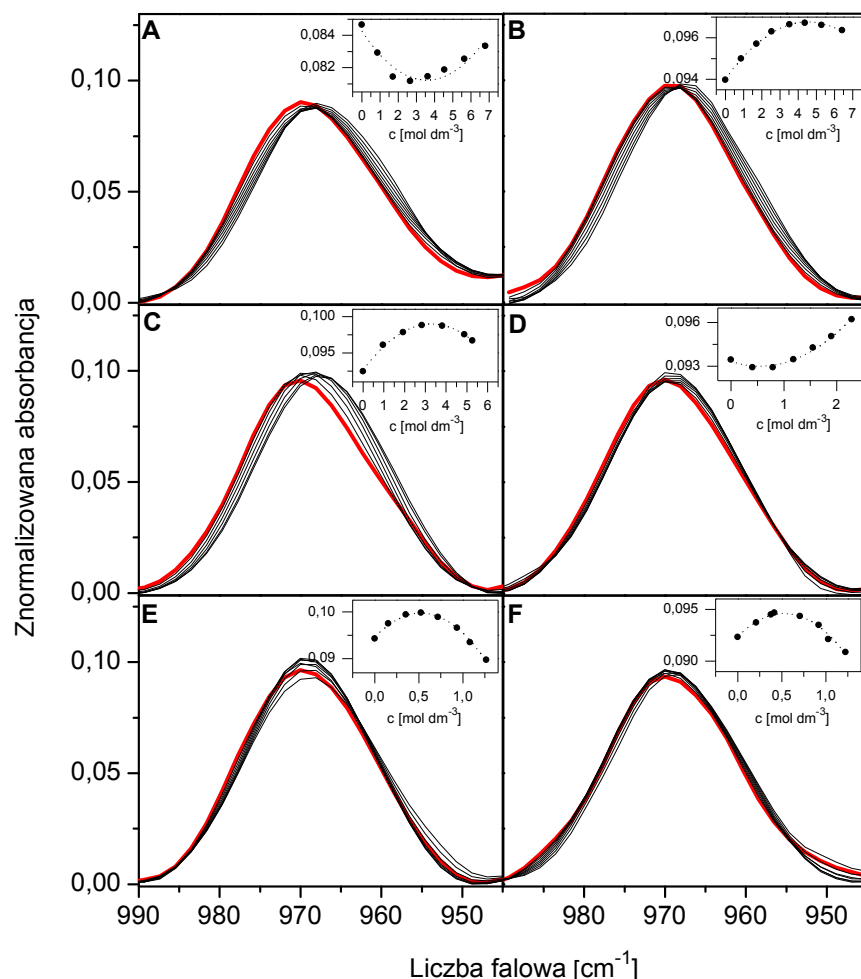 Znormalizowana absorbancja
A
0,084
0,082
0 1 2 3 4 5 6 7
c [mol dm-3]
B
0,096
0,094
0 1 2 3 4 5 6 7
c [mol dm-3]
0,10
0,05
0,00
C
0,100
0,095
0 1 2 3 4 5 6
c [mol dm-3]
D
0,096
0,093
0 1 2
c [mol dm-3]
0,10
0,05
0,00
E
0,10
0,09
0,0 0,5 1,0
c [mol dm-3]
F
0,095
0,090
0,0 0,5 1,0
c [mol dm-3]
0,10
0,05
0,00
990 980 970 960 950 980 970 960 950
Liczba falowa [cm-1]